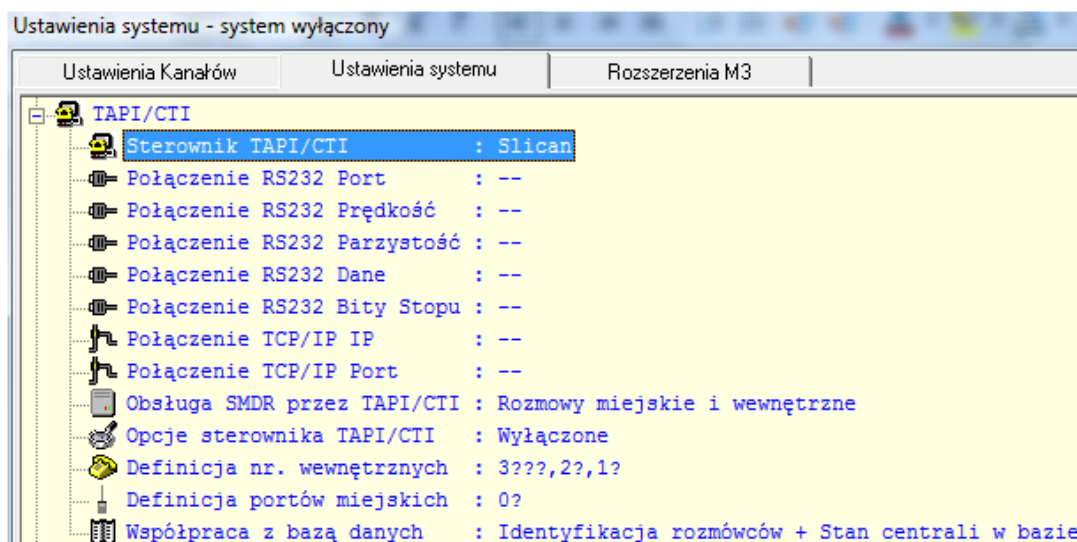 Ustawienia systemu - system wyłączony
Ustawienia Kanałów Ustawienia systemu Rozszerzenia M3
TAPI/CTI
Sterownik TAPI/CTI : Slican
Połączenie RS232 Port : --
Połączenie RS232 Prędkość : --
Połączenie RS232 Parzystość : --
Połączenie RS232 Dane : --
Połączenie RS232 Bity Stopu : --
Połączenie TCP/IP IP : --
Połączenie TCP/IP Port : --
Obsługa SMDR przez TAPI/CTI : Rozmowy miejskie i wewnętrzne
Opcje sterownika TAPI/CTI : Wyłączone
Definicja nr. wewnętrznych : 3???,2?,1?
Definicja portów miejskich : 0?
Współpraca z bazą danych : Identyfikacja rozmówców + Stan centrali w bazie